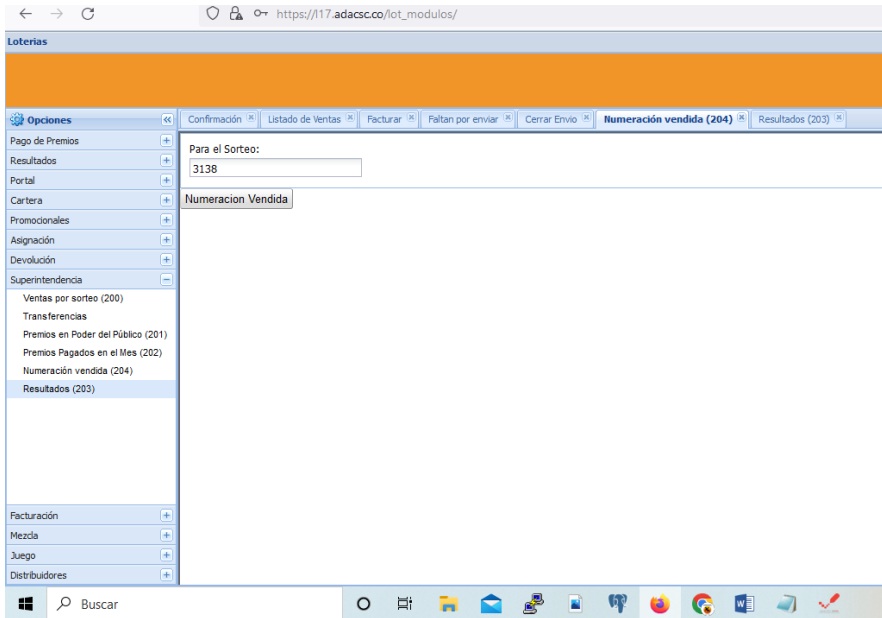 https://l17.adacsc.co/lot_modulos/
Loterias
Opciones
Confirmación
Listado de Ventas
Facturar
Faltan por enviar
Cerrar Envio
Numeración vendida (204)
Resultados (203)
Pago de Premios
Resultados
Portal
Cartera
Promocionales
Asignación
Devolución
Superintendencia
Ventas por sorteo (200)
Transferencias
Premios en Poder del Público (201)
Premios Pagados en el Mes (202)
Numeración vendida (204)
Resultados (203)
Facturación
Mezcla
Juego
Distribuidores
Para el Sorteo:
3138
Numeracion Vendida
Buscar